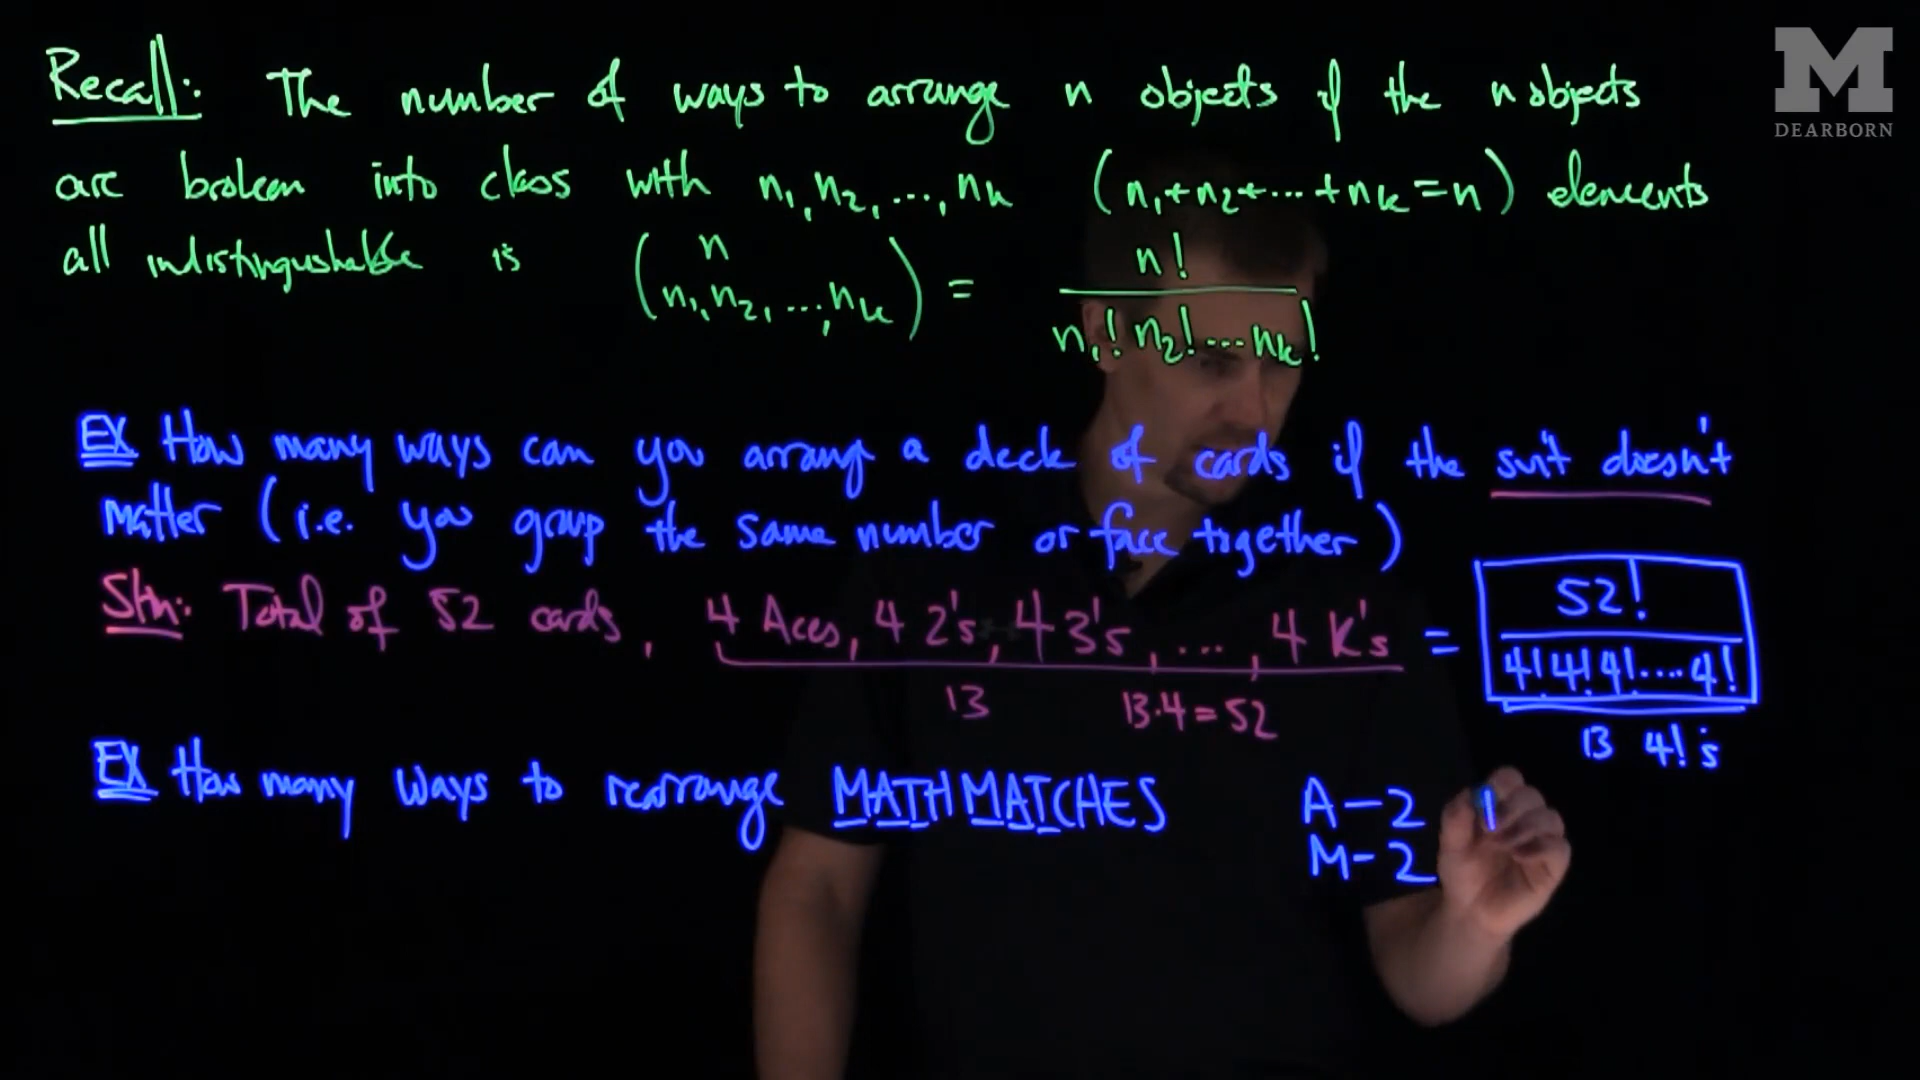 Recall: The number of ways to arrange n objects if the n objects
are broken into class with n₁, n₂, ..., nₖ (n₁+n₂+...+nₖ=n) elements
all indistinguishable is (n / n₁, n₂, ..., nₖ) = n! / n₁! n₂! ... nₖ!
EX How many ways can you arrang a deck of cards if the suit doesn't
matter (i.e. you group the same number or face together)
Sltn: Total of 52 cards, 4 Aces, 4 2's, 4 3's, ..., 4 K's = 52! / 4! 4! 4! .... 4!
13 13·4=52 13 4!'s
EX How many ways to rearrange MATHMATCHES A-2
M-2
M
DEARBORN